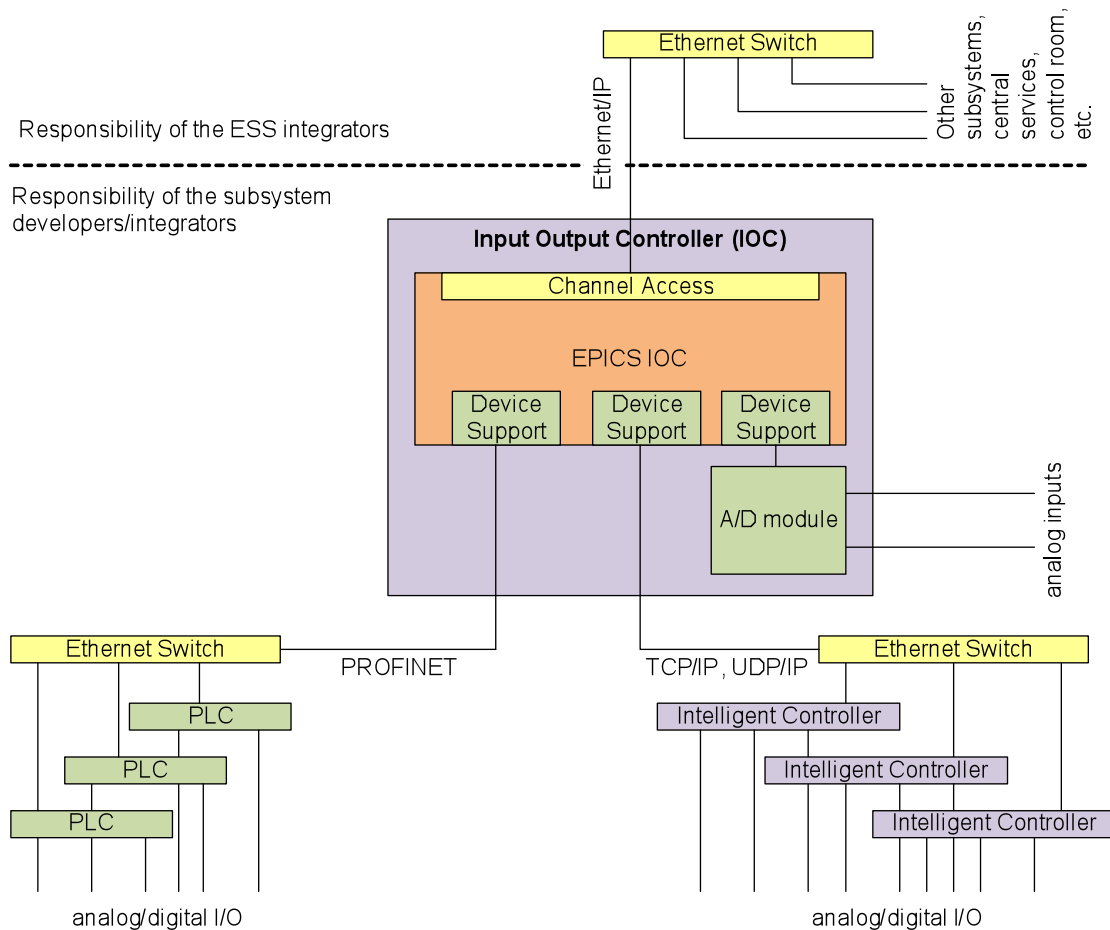 Ethernet Switch
Other
subsystems,
central
services,
control room,
etc.
Ethernet/IP
Responsibility of the ESS integrators
Responsibility of the subsystem
developers/integrators
Input Output Controller (IOC)
Channel Access
EPICS IOC
Device
Support
Device
Support
Device
Support
A/D module
analog inputs
Ethernet Switch
PROFINET
TCP/IP, UDP/IP
Ethernet Switch
PLC
PLC
PLC
Intelligent Controller
Intelligent Controller
Intelligent Controller
analog/digital I/O
analog/digital I/O